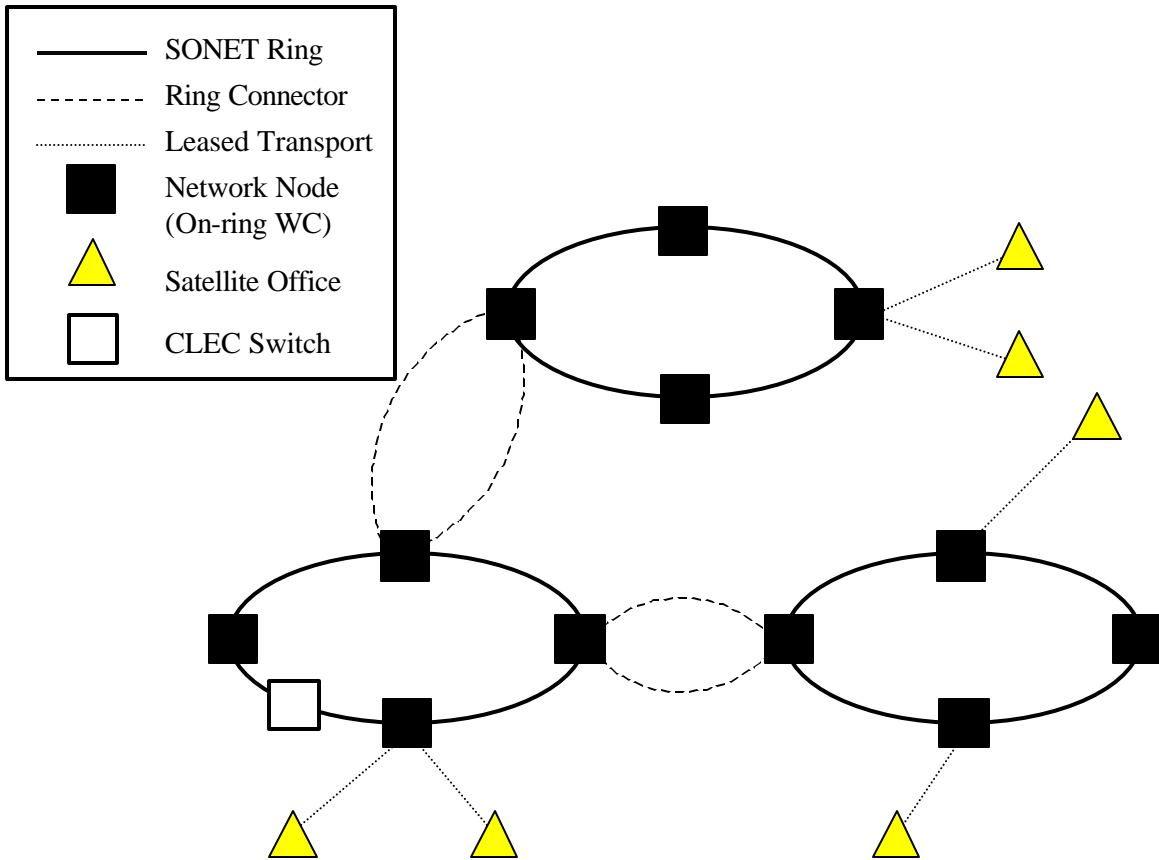 SONET Ring
Ring Connector
Leased Transport
Network Node
(On-ring WC)
Satellite Office
CLEC Switch